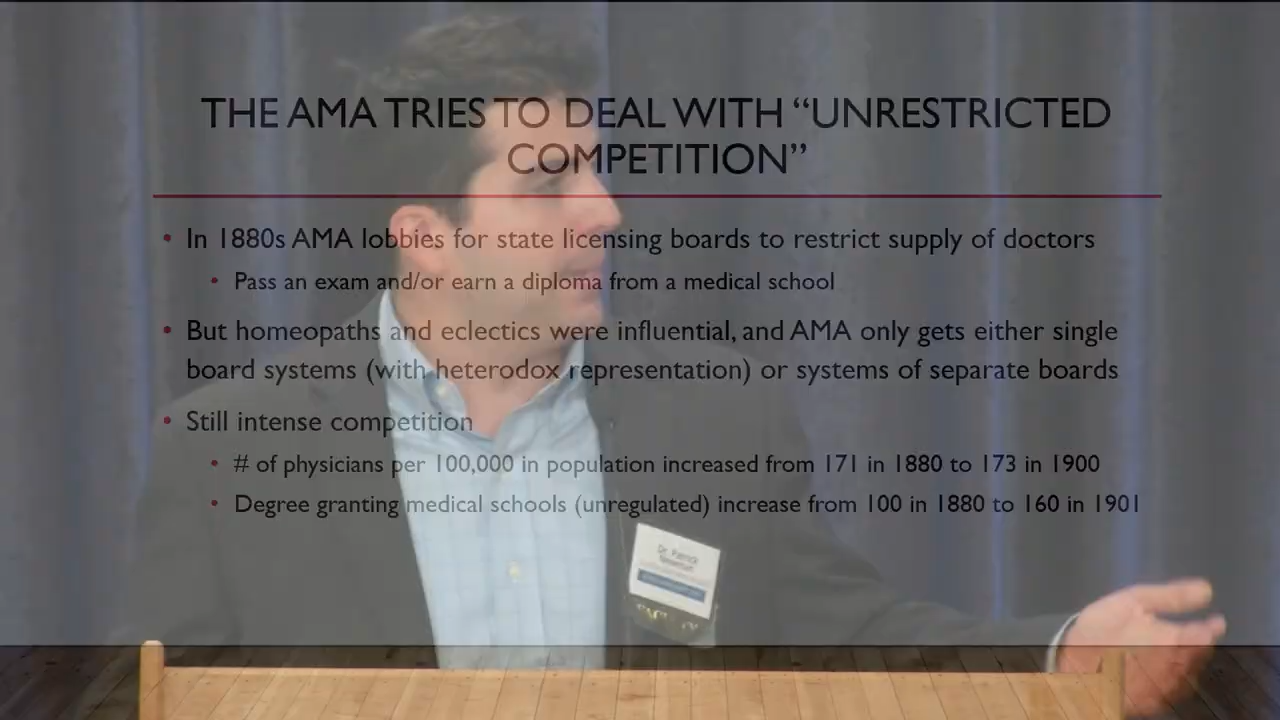 THE AMA TRIES TO DEAL WITH “UNRESTRICTED
COMPETITION”
• In 1880s AMA lobbies for state licensing boards to restrict supply of doctors
• Pass an exam and/or earn a diploma from a medical school
• But homeopaths and eclectics were influential, and AMA only gets either single
board systems (with heterodox representation) or systems of separate boards
• Still intense competition
• # of physicians per 100,000 in population increased from 171 in 1880 to 173 in 1900
• Degree granting medical schools (unregulated) increase from 100 in 1880 to 160 in 1901
Dr. Patrick